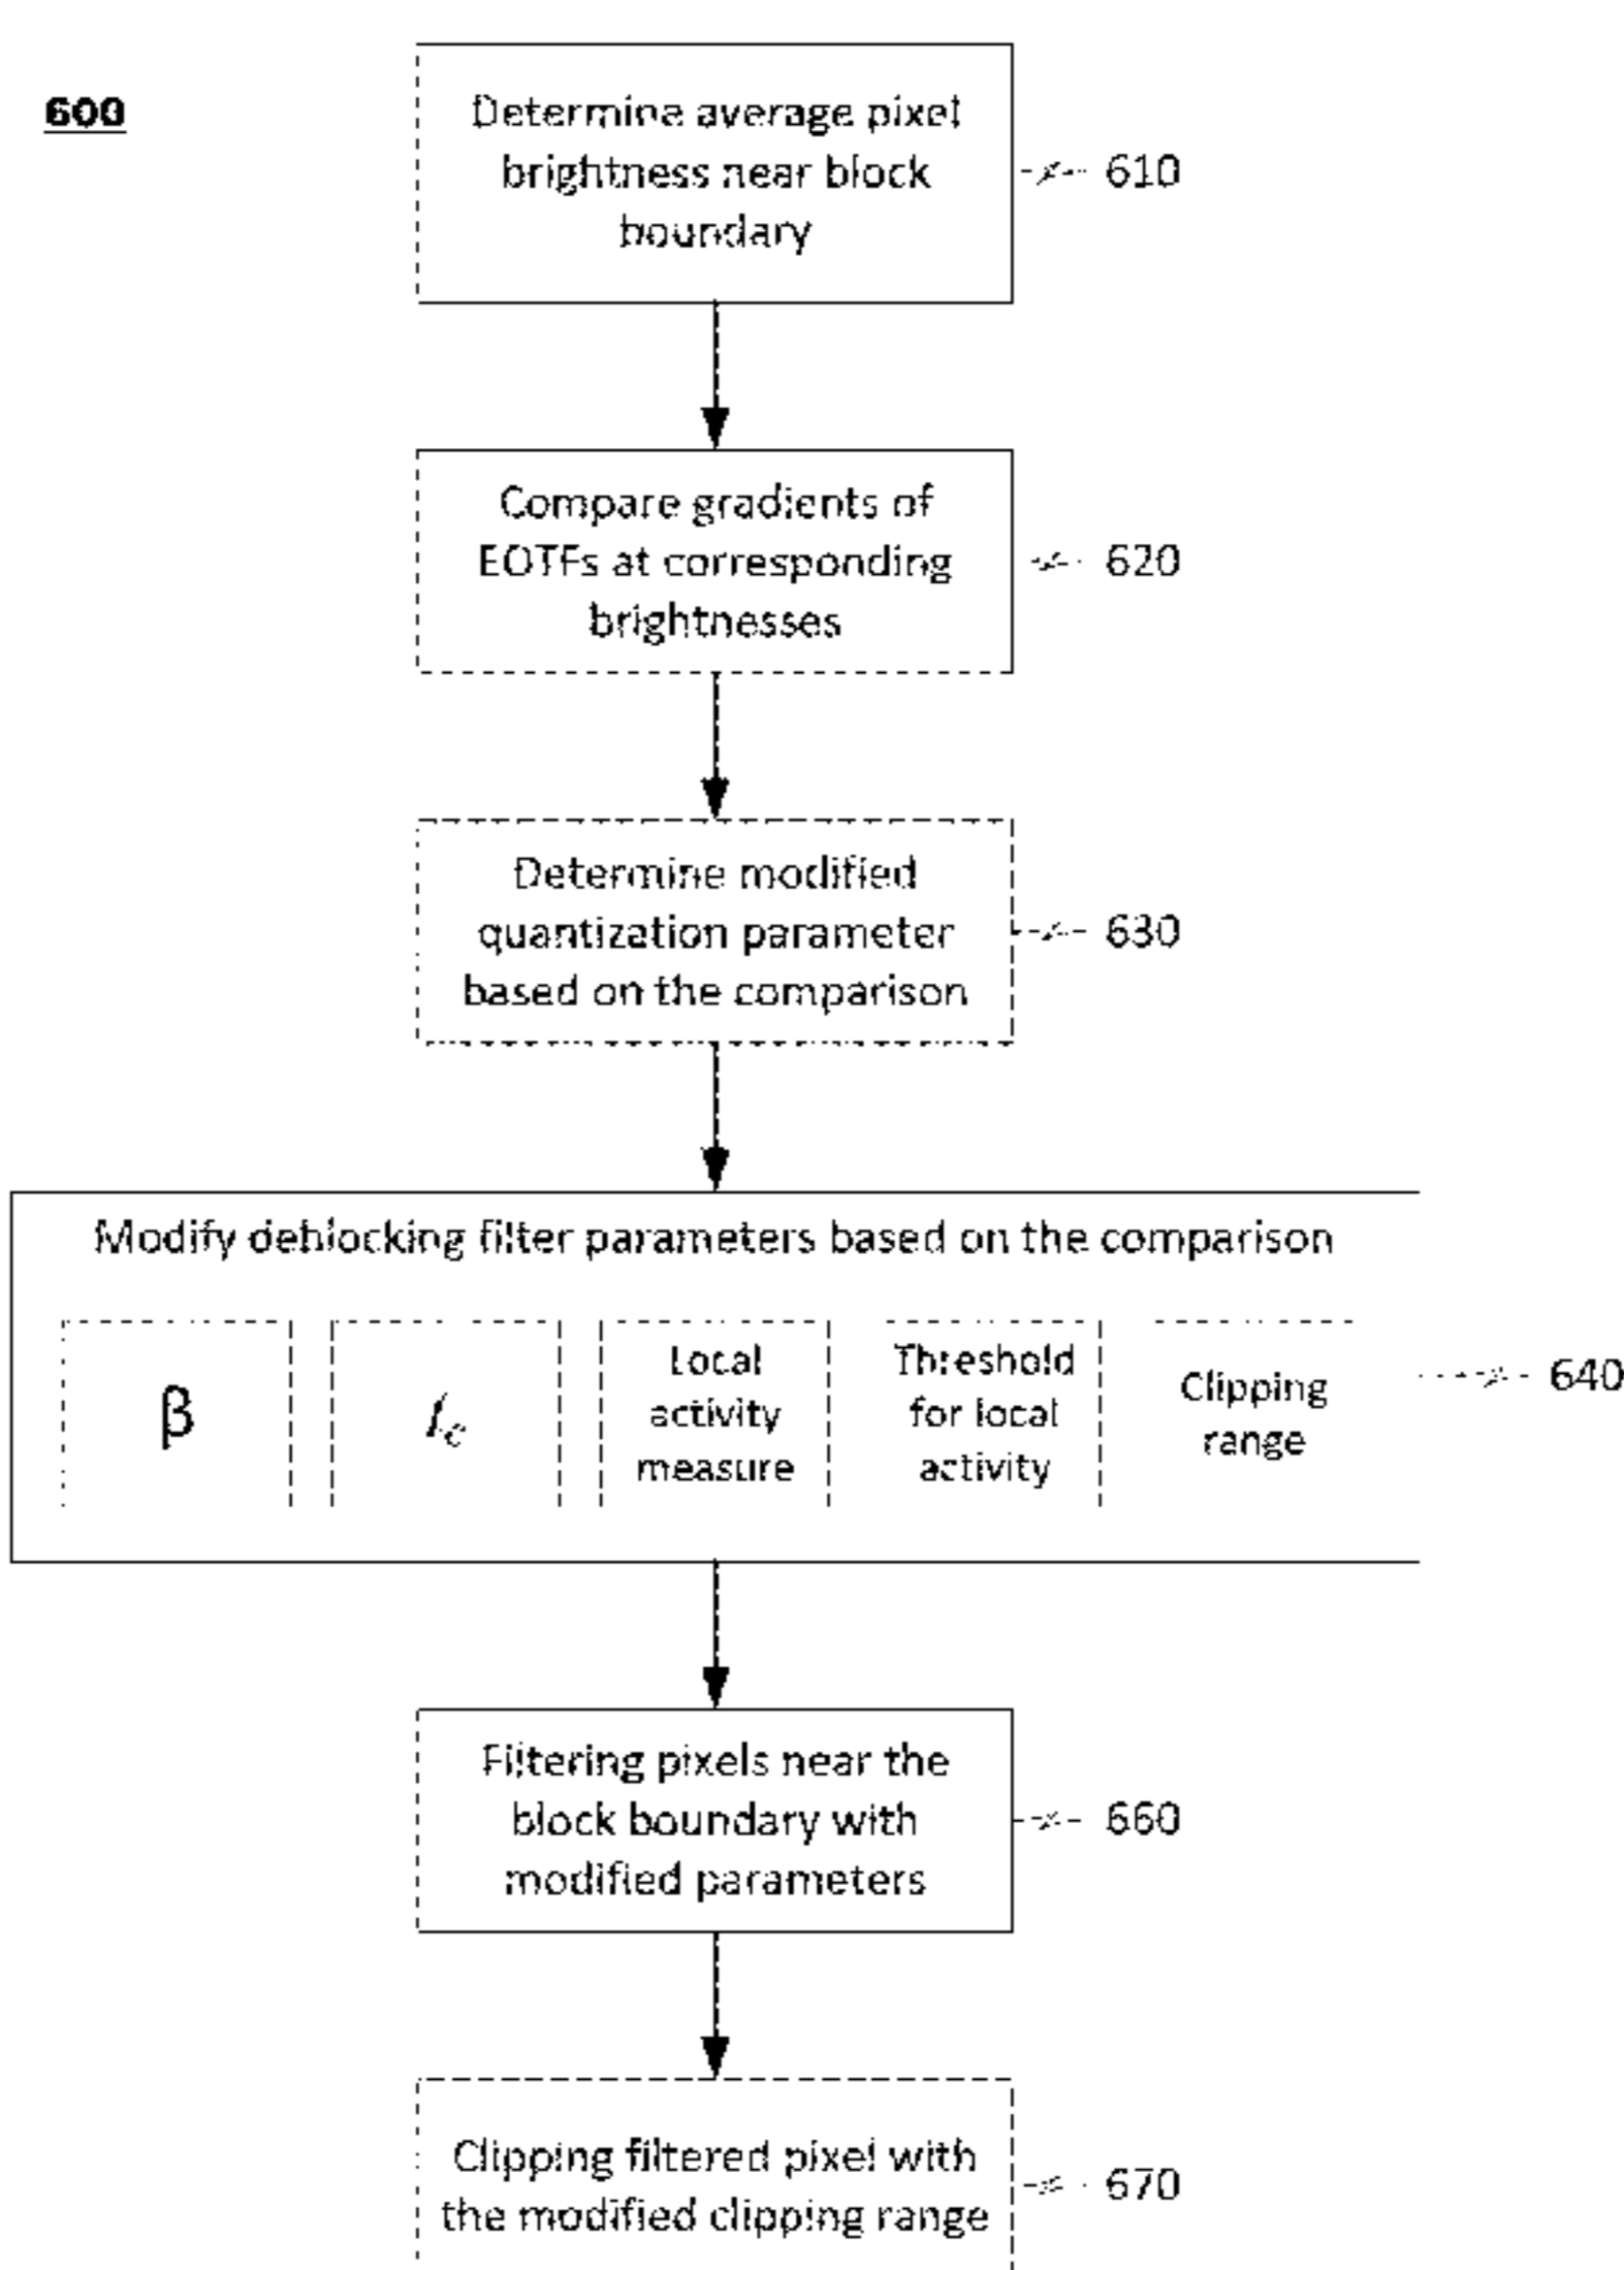 600
Determine average pixel
brightness near block
boundary
610
Compare gradients of
EOTFs at corresponding
brightnesses
620
Determine modified
quantization parameter
based on the comparison
630
Modify deblocking filter parameters based on the comparison
β
Local
activity
measure
Threshold
for local
activity
Clipping
range
640
Filtering pixels near the
block boundary with
modified parameters
660
Clipping filtered pixel with
the modified clipping range
670